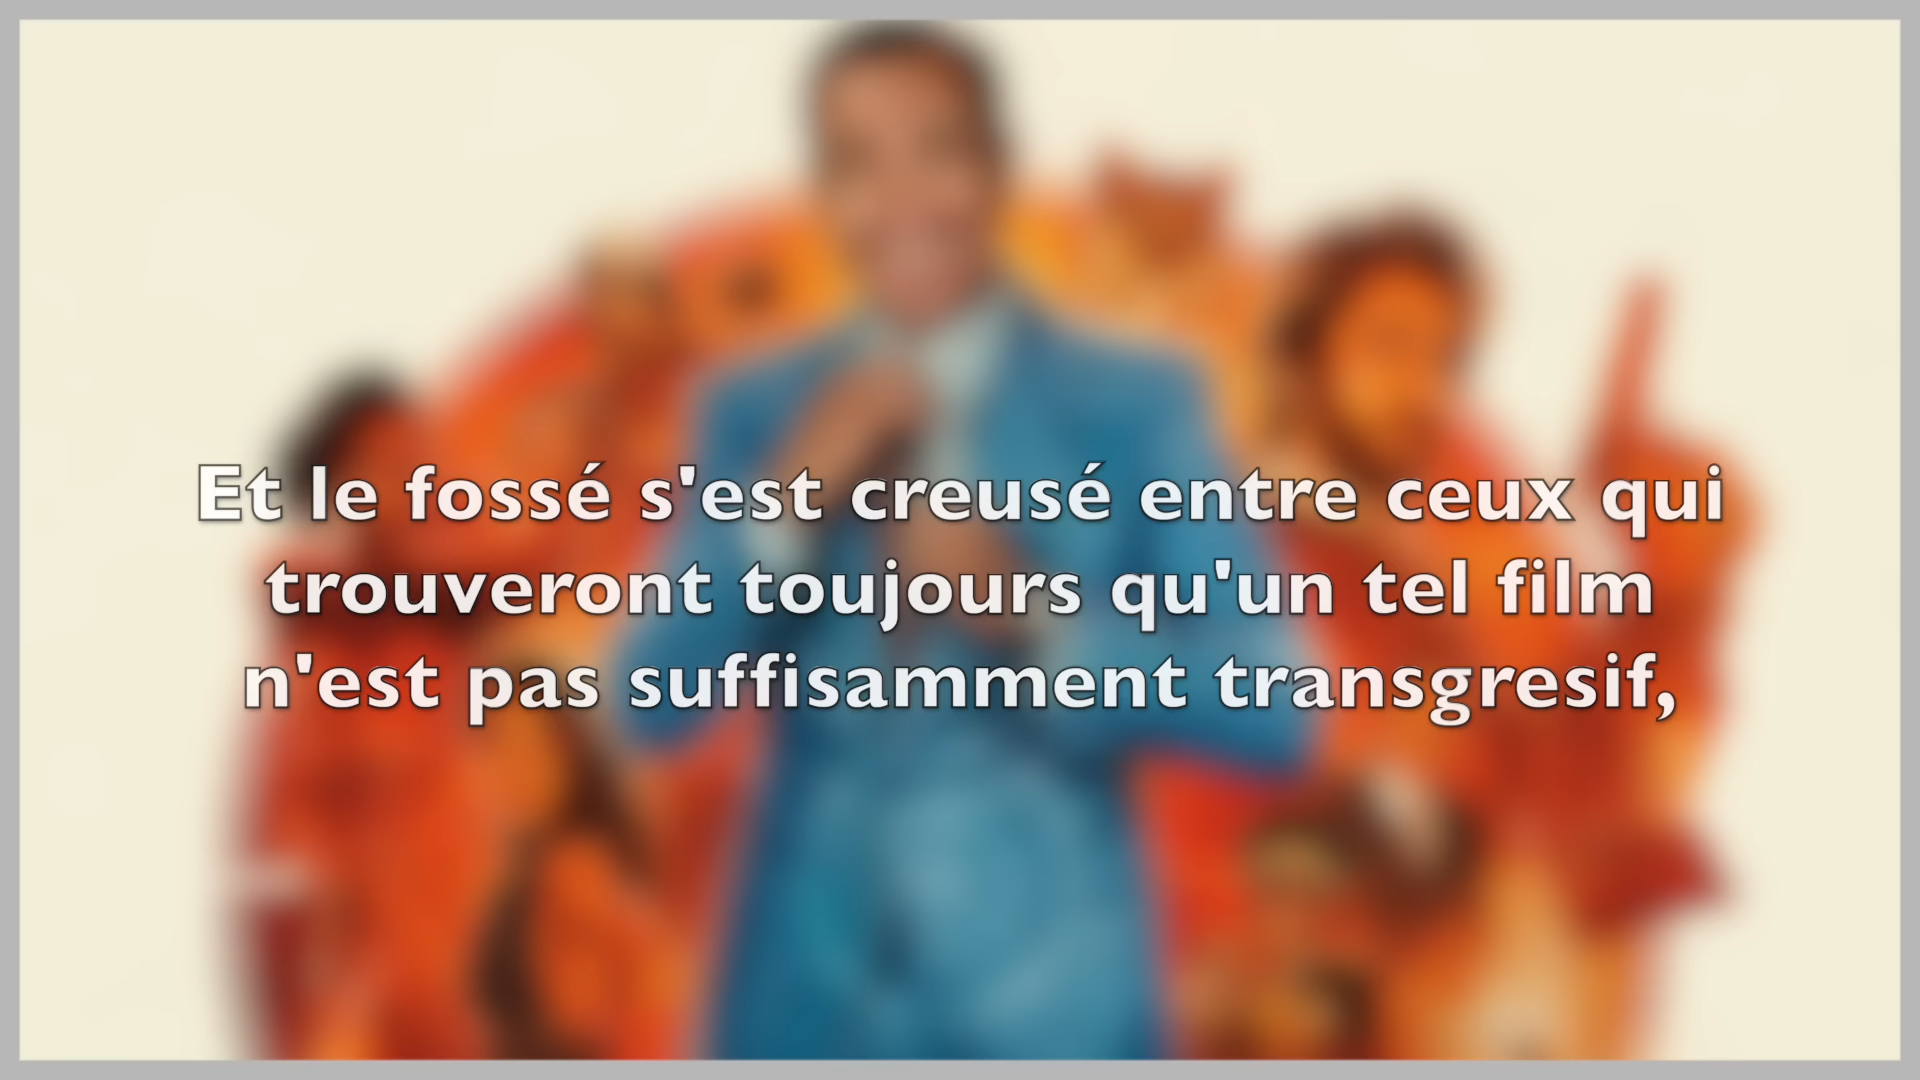 Et le fossé s'est creusé entre ceux qui
trouveront toujours qu'un tel film
n'est pas suffisamment transgresif,